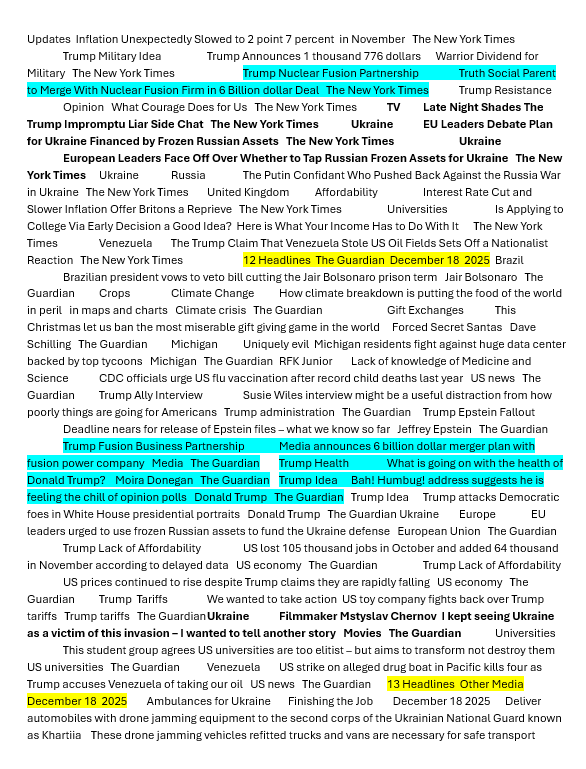 Updates Inflation Unexpectedly Slowed to 2 point 7 percent in November The New York Times
Trump Military Idea Trump Announces 1 thousand 776 dollars Warrior Dividend for
Military The New York Times Trump Nuclear Fusion Partnership Truth Social Parent
to Merge With Nuclear Fusion Firm in 6 Billion dollar Deal The New York Times Trump Resistance
Opinion What Courage Does for Us The New York Times TV Late Night Shades The
Trump Impromptu Liar Side Chat The New York Times Ukraine EU Leaders Debate Plan
for Ukraine Financed by Frozen Russian Assets The New York Times Ukraine
European Leaders Face Off Over Whether to Tap Russian Frozen Assets for Ukraine The New
York Times Ukraine Russia The Putin Confidant Who Pushed Back Against the Russia War
in Ukraine The New York Times United Kingdom Affordability Interest Rate Cut and
Slower Inflation Offer Britons a Reprieve The New York Times Universities Is Applying to
College Via Early Decision a Good Idea? Here is What Your Income Has to Do With It The New York
Times Venezuela The Trump Claim That Venezuela Stole US Oil Fields Sets Off a Nationalist
Reaction The New York Times 12 Headlines The Guardian December 18 2025 Brazil
Brazilian president vows to veto bill cutting the Jair Bolsonaro prison term Jair Bolsonaro The
Guardian Crops Climate Change How climate breakdown is putting the food of the world
in peril in maps and charts Climate crisis The Guardian Gift Exchanges This
Christmas let us ban the most miserable gift giving game in the world Forced Secret Santas Dave
Schilling The Guardian Michigan Uniquely evil Michigan residents fight against huge data center
backed by top tycoons Michigan The Guardian RFK Junior Lack of knowledge of Medicine and
Science CDC officials urge US flu vaccination after record child deaths last year US news The
Guardian Trump Ally Interview Susie Wiles interview might be a useful distraction from how
poorly things are going for Americans Trump administration The Guardian Trump Epstein Fallout
Deadline nears for release of Epstein files – what we know so far Jeffrey Epstein The Guardian
Trump Fusion Business Partnership Media announces 6 billion dollar merger plan with
fusion power company Media The Guardian Trump Health What is going on with the health of
Donald Trump? Moira Donegan The Guardian Trump Idea Bah! Humbug! address suggests he is
feeling the chill of opinion polls Donald Trump The Guardian Trump Idea Trump attacks Democratic
foes in White House presidential portraits Donald Trump The Guardian Ukraine Europe EU
leaders urged to use frozen Russian assets to fund the Ukraine defense European Union The Guardian
Trump Lack of Affordability US lost 105 thousand jobs in October and added 64 thousand
in November according to delayed data US economy The Guardian Trump Lack of Affordability
US prices continued to rise despite Trump claims they are rapidly falling US economy The
Guardian Trump Tariffs We wanted to take action US toy company fights back over Trump
tariffs Trump tariffs The Guardian Ukraine Filmmaker Mstyslav Chernov I kept seeing Ukraine
as a victim of this invasion – I wanted to tell another story Movies The Guardian Universities
This student group agrees US universities are too elitist – but aims to transform not destroy them
US universities The Guardian Venezuela US strike on alleged drug boat in Pacific kills four as
Trump accuses Venezuela of taking our oil US news The Guardian 13 Headlines Other Media
December 18 2025 Ambulances for Ukraine Finishing the Job December 18 2025 Deliver
automobiles with drone jamming equipment to the second corps of the Ukrainian National Guard known
as Khartiia These drone jamming vehicles refitted trucks and vans are necessary for safe transport